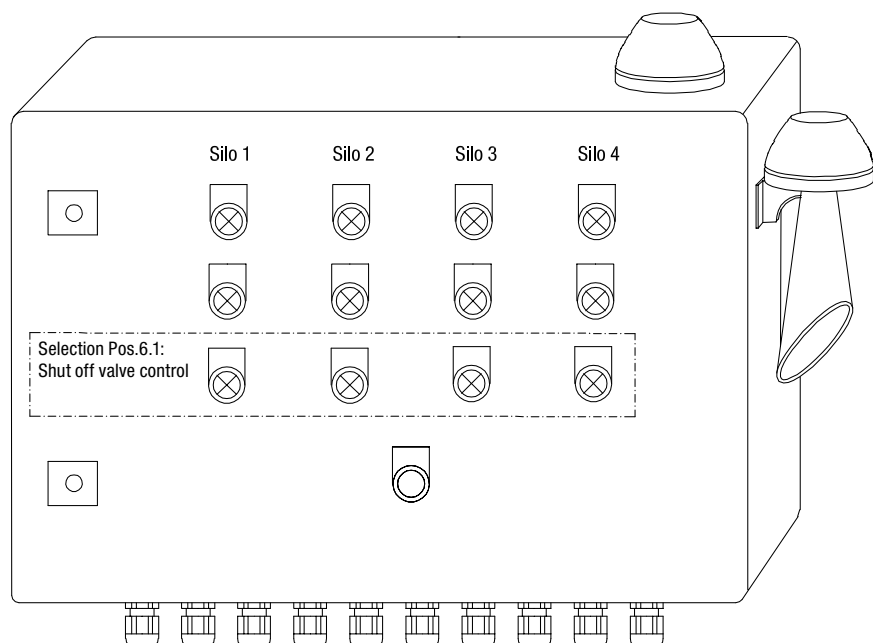 Silo 1 Silo 2 Silo 3 Silo 4
Selection Pos.6.1:
Shut off valve control